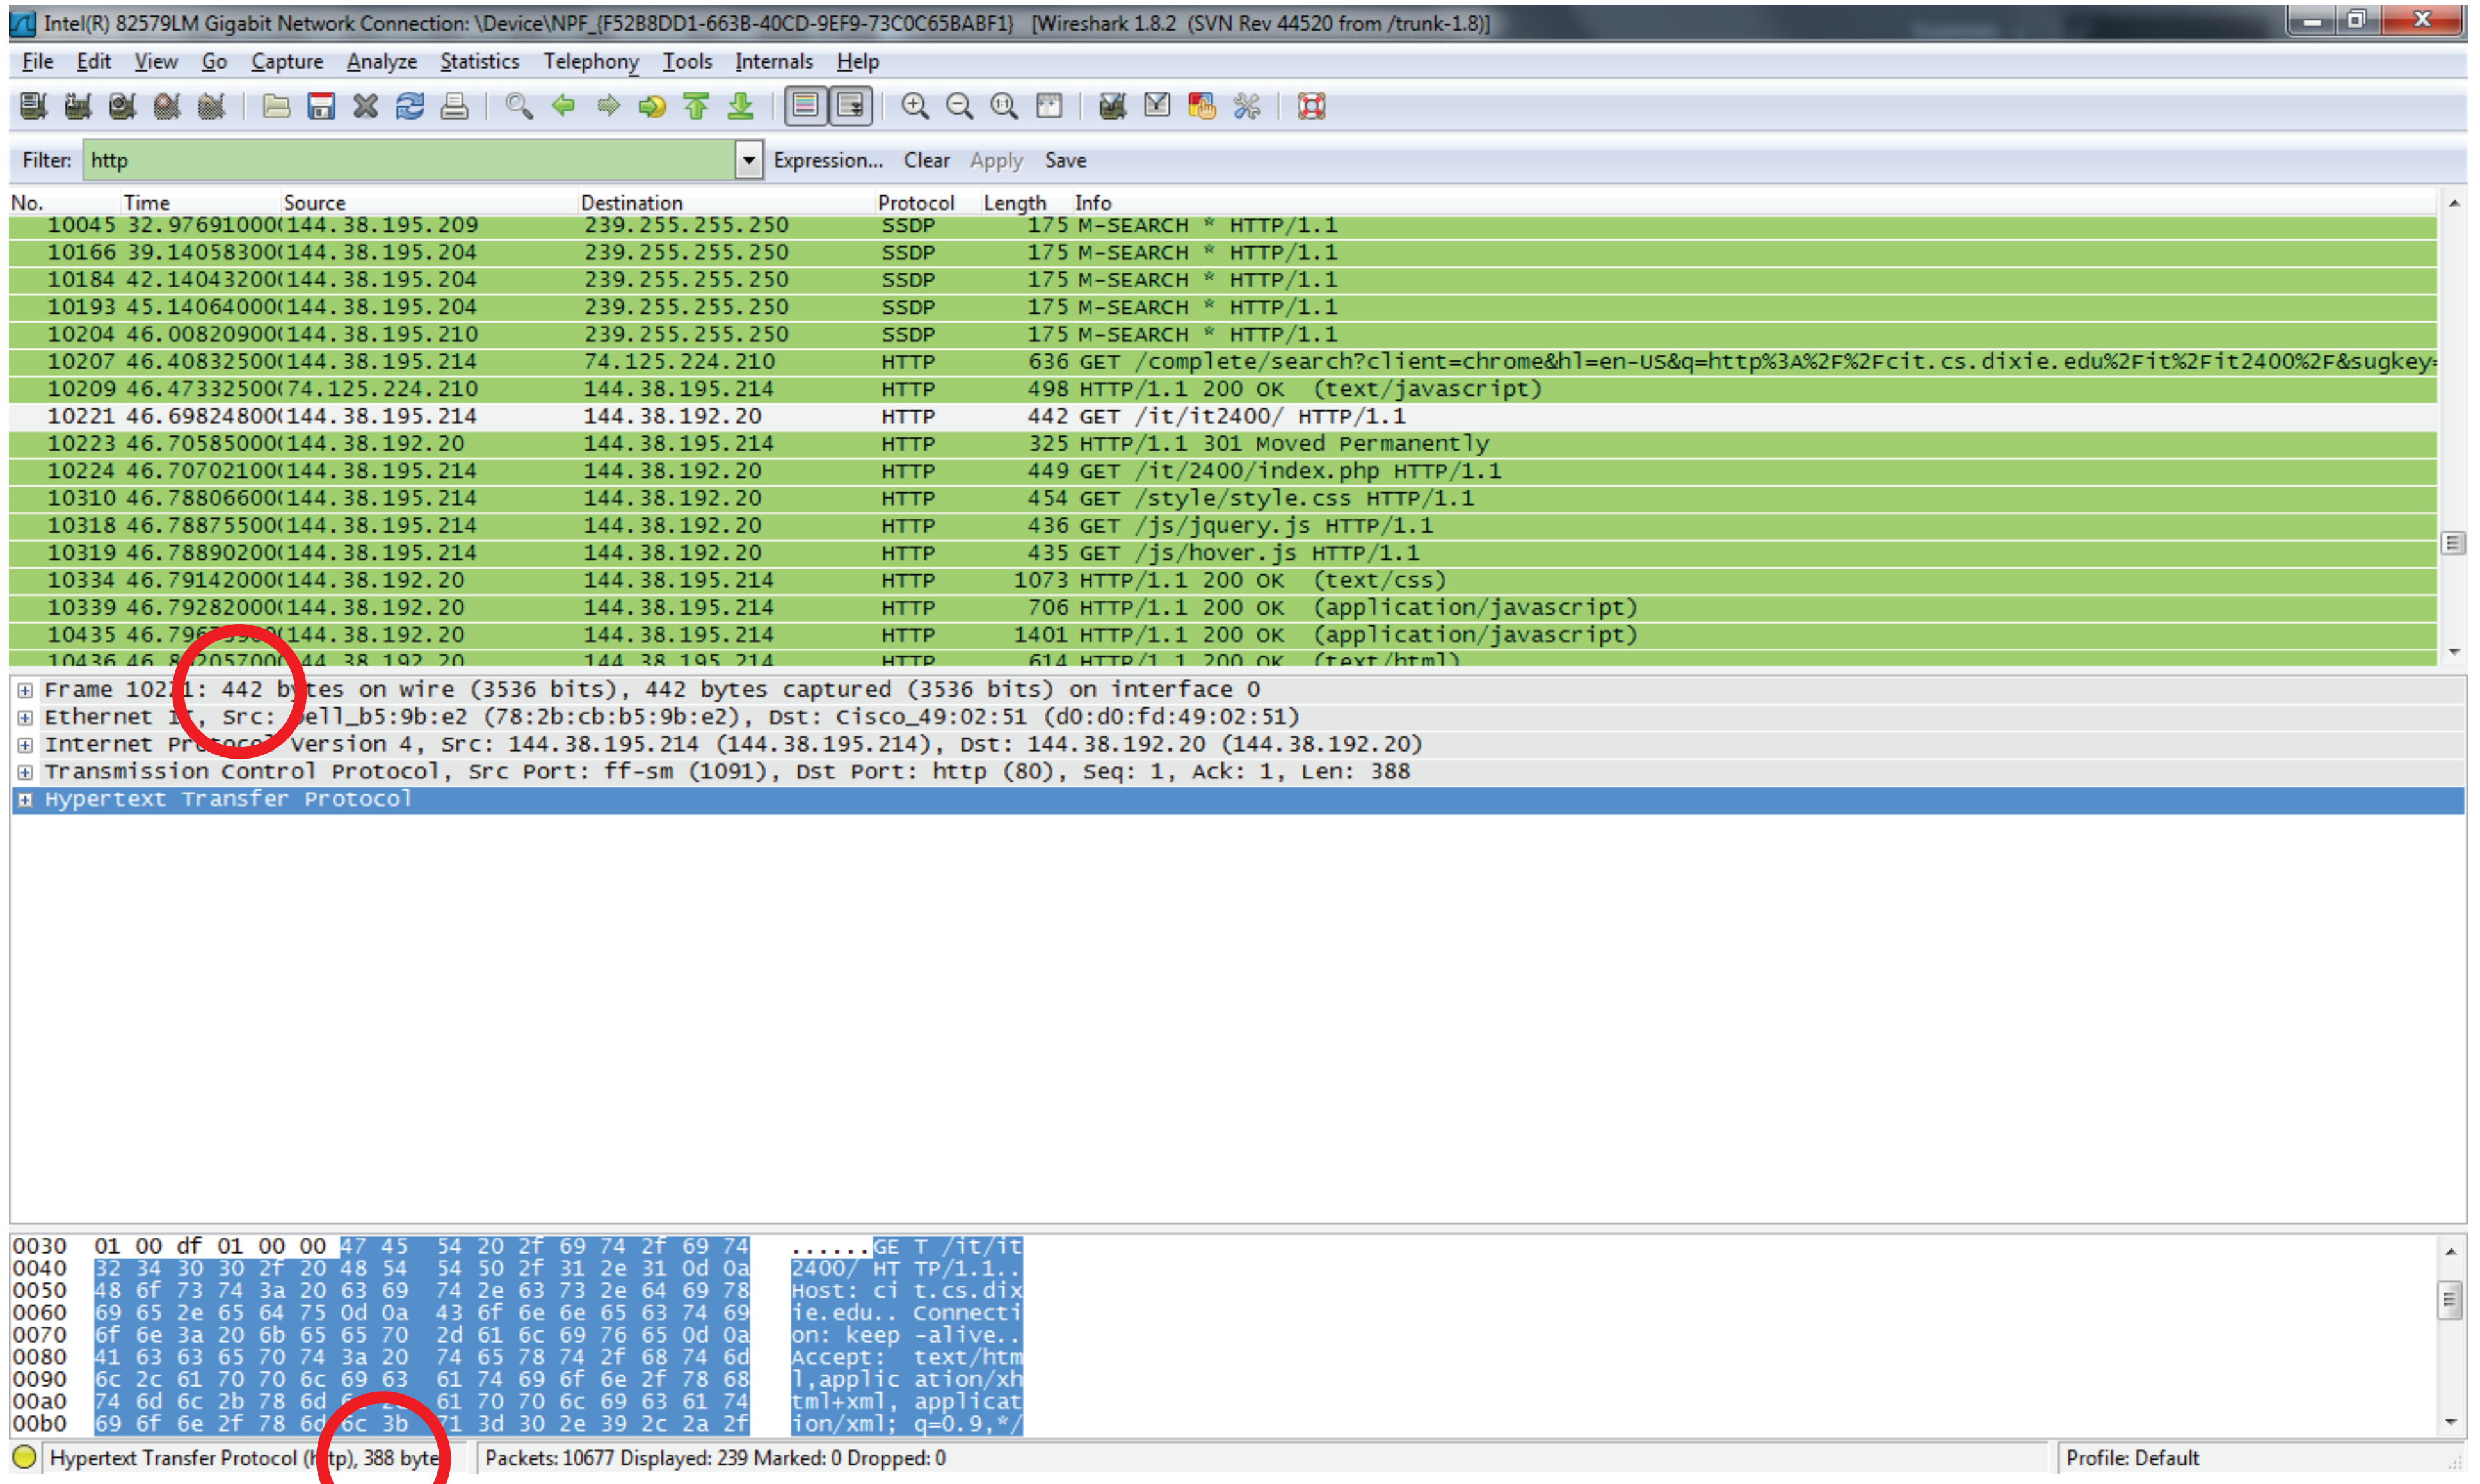 Intel(R) 82579LM Gigabit Network Connection: \Device\NPF_{F52B8DD1-663B-40CD-9EF9-73C0C65BABF1} [Wireshark 1.8.2 (SVN Rev 44520 from /trunk-1.8)]
File Edit View Go Capture Analyze Statistics Telephony Tools Internals Help
Filter: http Expression... Clear Apply Save
No. Time Source Destination Protocol Length Info
10045 32.97691000(144.38.195.209 239.255.255.250 SSDP 175 M-SEARCH * HTTP/1.1
10166 39.14058300(144.38.195.204 239.255.255.250 SSDP 175 M-SEARCH * HTTP/1.1
10184 42.14043200(144.38.195.204 239.255.255.250 SSDP 175 M-SEARCH * HTTP/1.1
10193 45.14064000(144.38.195.204 239.255.255.250 SSDP 175 M-SEARCH * HTTP/1.1
10204 46.00820900(144.38.195.210 239.255.255.250 SSDP 175 M-SEARCH * HTTP/1.1
10207 46.40832500(144.38.195.214 74.125.224.210 HTTP 636 GET /complete/search?client=chrome&hl=en-US&q=http%3A%2F%2Fcit.cs.dixie.edu%2Fit%2Fit2400%2F&sugkey=
10209 46.47332500(74.125.224.210 144.38.195.214 HTTP 498 HTTP/1.1 200 OK (text/javascript)
10221 46.69824800(144.38.195.214 144.38.192.20 HTTP 442 GET /it/it2400/ HTTP/1.1
10223 46.70585000(144.38.192.20 144.38.195.214 HTTP 325 HTTP/1.1 301 Moved Permanently
10224 46.70702100(144.38.195.214 144.38.192.20 HTTP 449 GET /it/2400/index.php HTTP/1.1
10310 46.78806600(144.38.195.214 144.38.192.20 HTTP 454 GET /style/style.css HTTP/1.1
10318 46.78875500(144.38.195.214 144.38.192.20 HTTP 436 GET /js/jquery.js HTTP/1.1
10319 46.78890200(144.38.195.214 144.38.192.20 HTTP 435 GET /js/hover.js HTTP/1.1
10334 46.79142000(144.38.192.20 144.38.195.214 HTTP 1073 HTTP/1.1 200 OK (text/css)
10339 46.79282000(144.38.192.20 144.38.195.214 HTTP 706 HTTP/1.1 200 OK (application/javascript)
10435 144.38.192.20 144.38.195.214 HTTP 1401 HTTP/1.1 200 OK (application/javascript)
10436 144.38.195.214 HTTP 614 HTTP/1.1 200 OK (text/html)
Frame 10221: 442 bytes on wire (3536 bits), 442 bytes captured (3536 bits) on interface 0
Ethernet II, Src: Dell_b5:9b:e2 (78:2b:cb:b5:9b:e2), Dst: Cisco_49:02:51 (d0:d0:fd:49:02:51)
Internet Protocol Version 4, Src: 144.38.195.214 (144.38.195.214), Dst: 144.38.192.20 (144.38.192.20)
Transmission Control Protocol, Src Port: ff-sm (1091), Dst Port: http (80), Seq: 1, Ack: 1, Len: 388
Hypertext Transfer Protocol
0030 01 00 df 01 00 00 47 45 54 20 2f 69 74 2f 69 74 ......GE T /it/it
0040 32 34 30 30 2f 20 48 54 54 50 2f 31 2e 31 0d 0a 2400/ HT TP/1.1..
0050 48 6f 73 74 3a 20 63 69 74 2e 63 73 2e 64 69 78 Host: ci t.cs.dix
0060 69 65 2e 65 64 75 0d 0a 43 6f 6e 6e 65 63 74 69 ie.edu.. Connecti
0070 6f 6e 3a 20 6b 65 65 70 2d 61 6c 69 76 65 0d 0a on: keep -alive..
0080 41 63 63 65 70 74 3a 20 74 65 78 74 2f 68 74 6d Accept: text/htm
0090 6c 2c 61 70 70 6c 69 63 61 74 69 6f 6e 2f 78 68 l,applic ation/xh
00a0 74 6d 6c 2b 78 6d 61 70 70 6c 69 63 61 74 tml+xml, applicat
00b0 69 6f 6e 2f 78 6d 6c 3b 71 3d 30 2e 39 2c 2a 2f ion/xml; q=0.9,*/
Hypertext Transfer Protocol (http), 388 bytes Packets: 10677 Displayed: 239 Marked: 0 Dropped: 0 Profile: Default